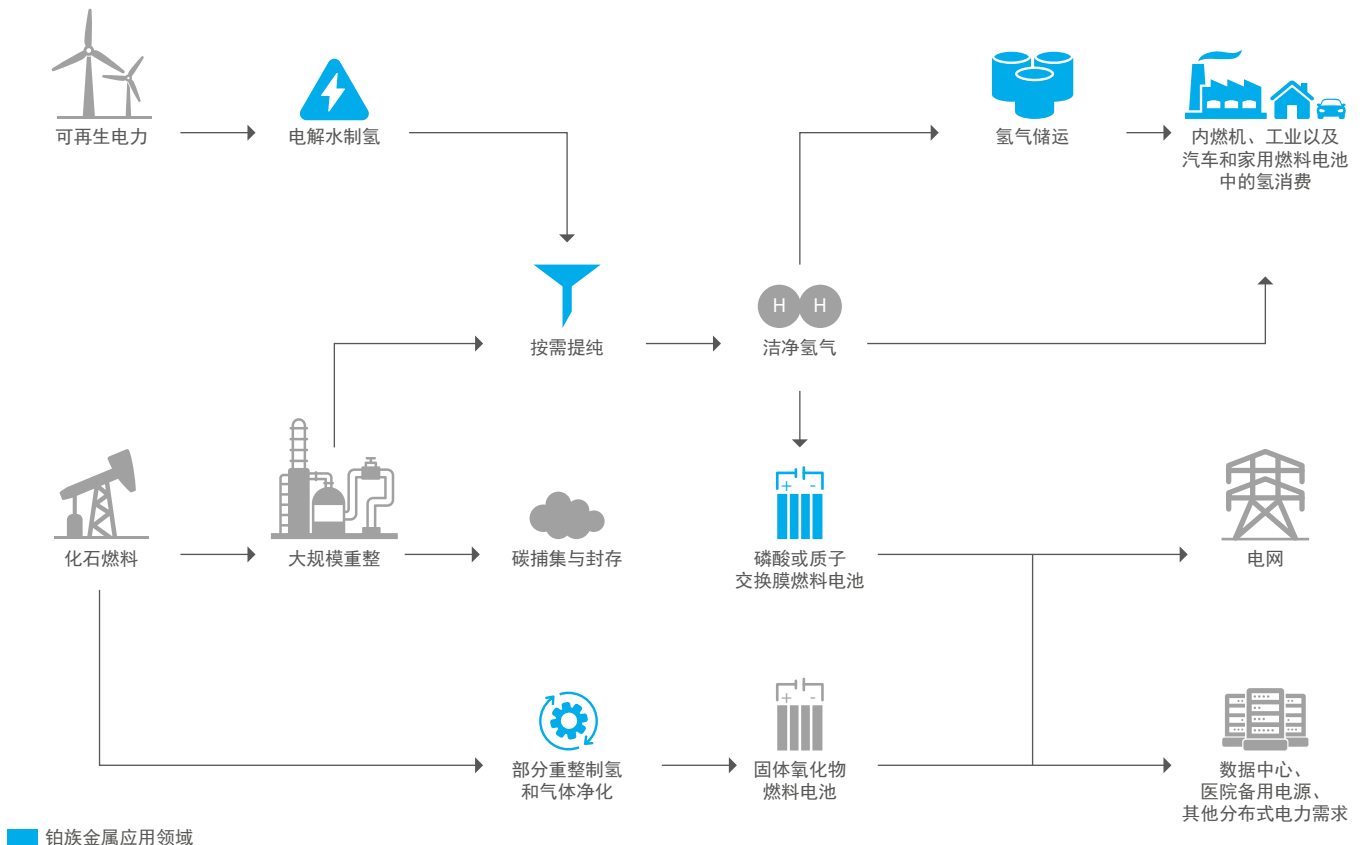 可再生电力
电解水制氢
氢气储运
内燃机、工业以及
汽车和家用燃料电池
中的氢消费
按需提纯
H H
洁净氢气
化石燃料
大规模重整
碳捕集与封存
+ -
磷酸或质子
交换膜燃料电池
电网
部分重整制氢
和气体净化
+ -
固体氧化物
燃料电池
数据中心、
医院备用电源、
其他分布式电力需求
铂族金属应用领域